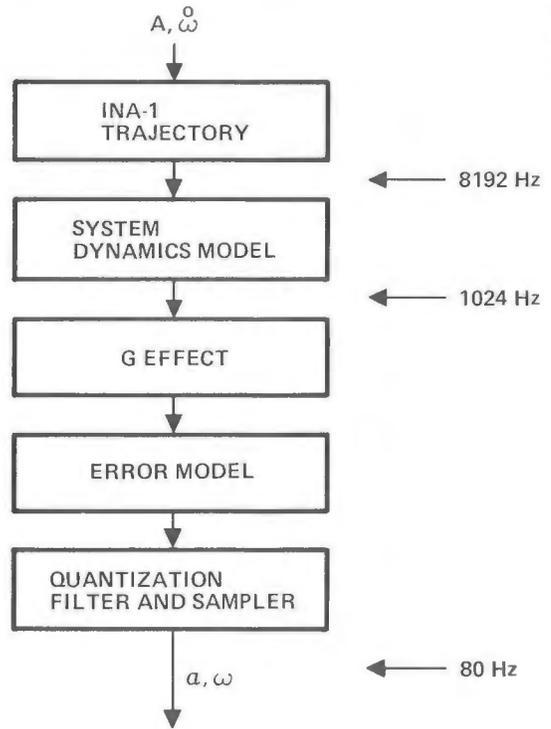 A, ω̊
INA-1
TRAJECTORY
8192 Hz
SYSTEM
DYNAMICS MODEL
1024 Hz
G EFFECT
ERROR MODEL
QUANTIZATION
FILTER AND SAMPLER
a, ω
80 Hz